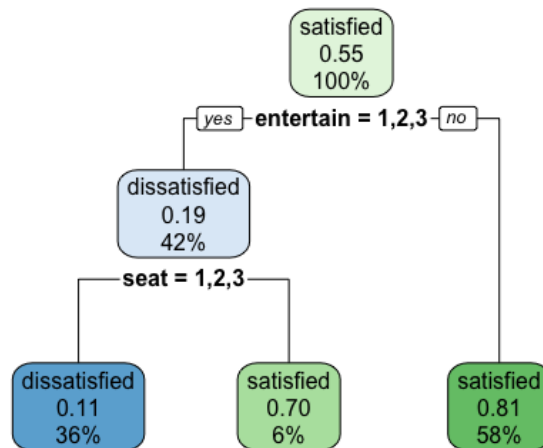 satisfied
0.55
100%
yes entertain = 1,2,3 no
dissatisfied
0.19
42%
seat = 1,2,3
dissatisfied
0.11
36%
satisfied
0.70
6%
satisfied
0.81
58%